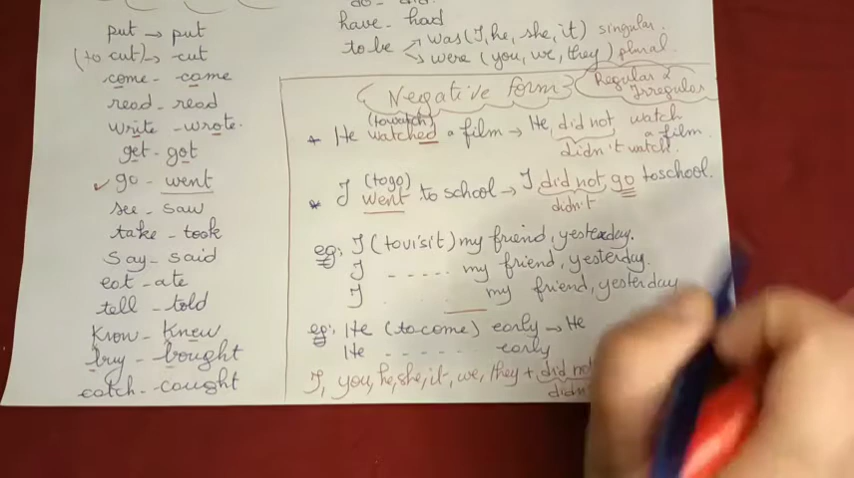 put → put
(to cut) → cut
come - came
read - read
write - wrote.
get - got
✓ go - went
see - saw
take - took
say - said
eat - ate
tell - told
Know - Knew
buy - bought
catch - caught
do - did.
have - had
to be
was (I, he, she, it) singular.
were (you, we, they) plural.
Negative form
Regular &
Irregular
(to watch)
* He watched a film → He, did not watch
a film.
didn't watch.
(to go)
* I went to school → I did not go to school.
didn't
eg: I (to visit) my friend, yesterday.
I ----- my friend, yesterday.
I my friend, yesterday
eg: He (to come) early → He
He ----- early
I, you, he, she, it, we, they + did not
didn'